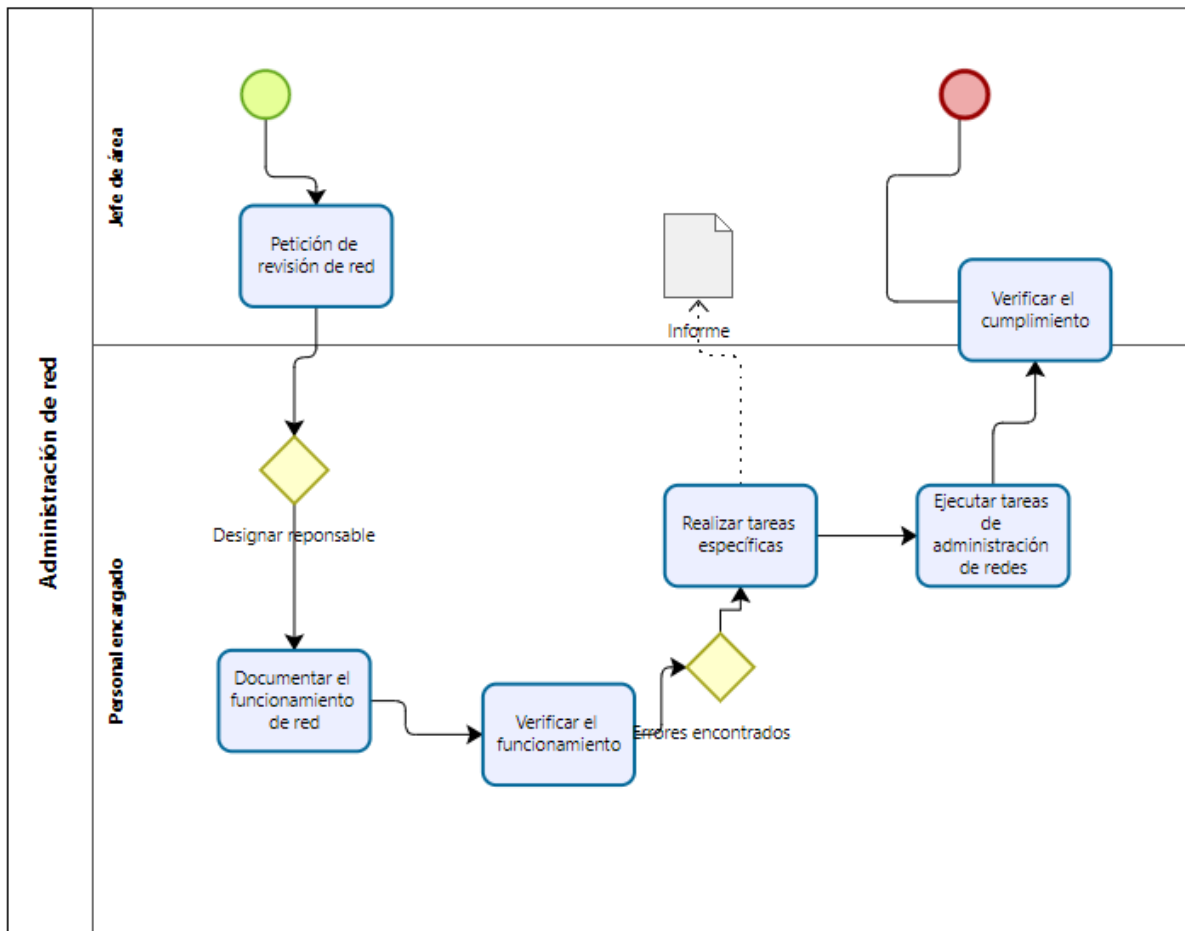 Administración de red
Jefe de área
Petición de
revisión de red
Informe
Verificar el
cumplimiento
Personal encargado
Designar reponsable
Documentar el
funcionamiento
de red
Verificar el
funcionamiento
Errores encontrados
Realizar tareas
específicas
Ejecutar tareas
de
administración
de redes